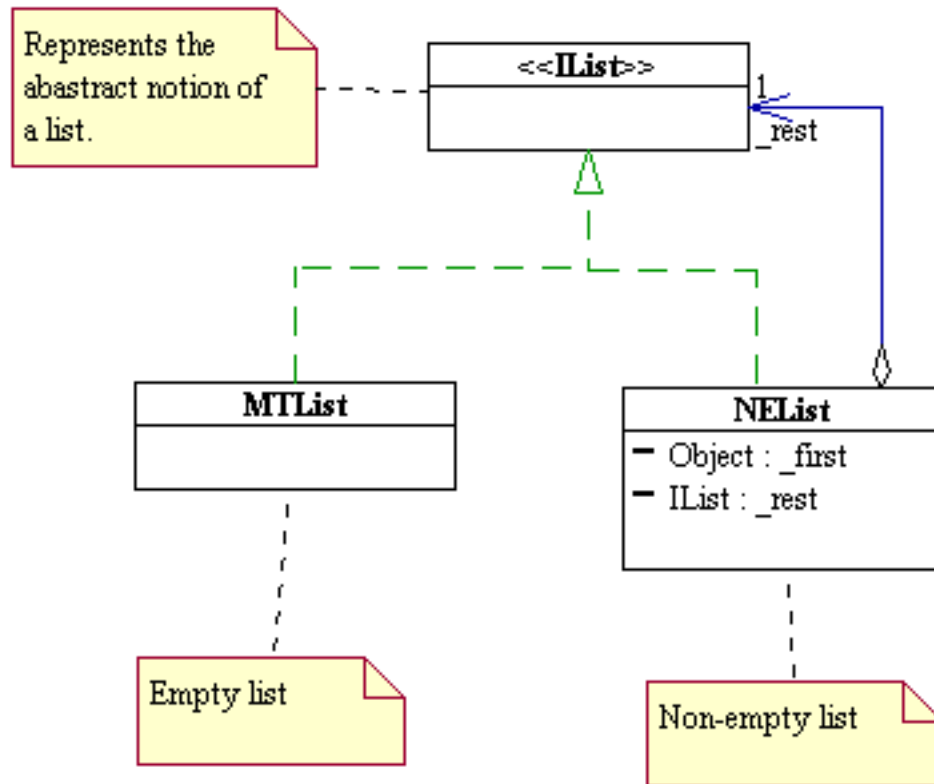 Represents the
abastract notion of
a list.
<<IList>>
1
_rest
MTList
NEList
Object : _first
IList : _rest
Empty list
Non-empty list